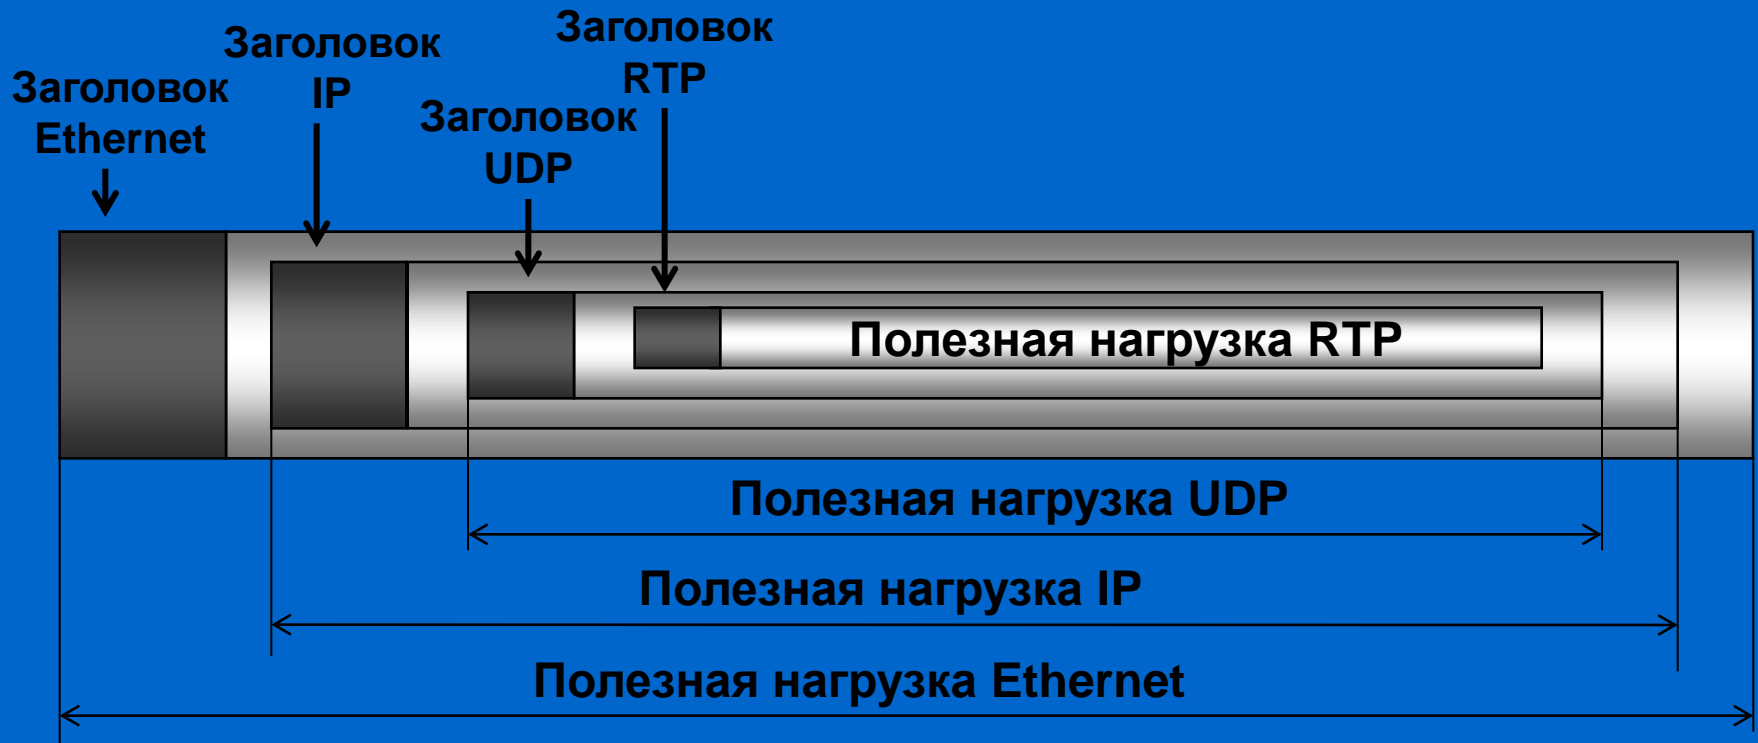 Заголовок
Ethernet
Заголовок
IP
Заголовок
UDP
Заголовок
RTP
Полезная нагрузка RTP
Полезная нагрузка UDP
Полезная нагрузка IP
Полезная нагрузка Ethernet